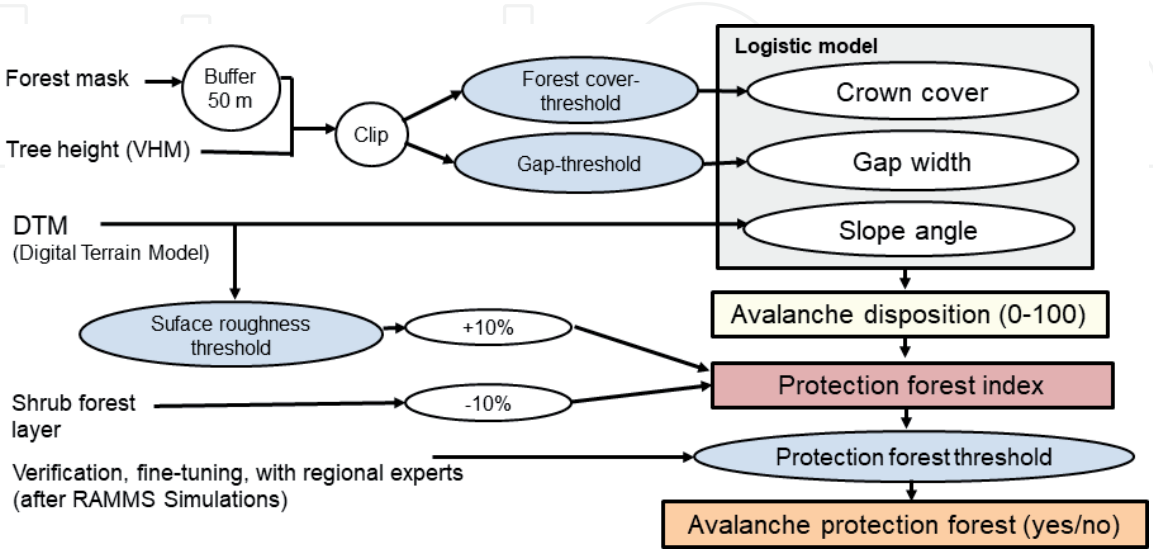 Logistic model
Forest mask
Buffer
50 m
Forest cover-
threshold
Crown cover
Tree height (VHM)
Clip
Gap-threshold
Gap width
DTM
(Digital Terrain Model)
Slope angle
Avalanche disposition (0-100)
Suface roughness
threshold
+10%
Protection forest index
Shrub forest
layer
-10%
Verification, fine-tuning, with regional experts
(after RAMMS Simulations)
Protection forest threshold
Avalanche protection forest (yes/no)